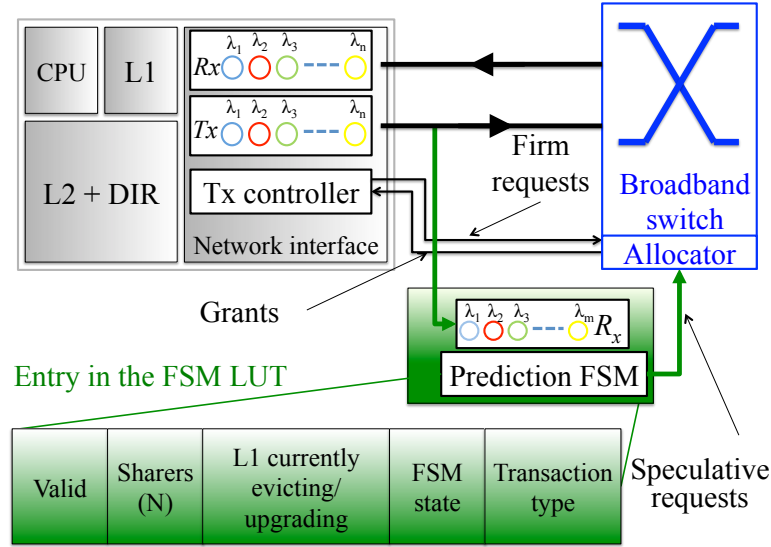 CPU
L1
Rx
λ1 λ2 λ3 λn
Tx
λ1 λ2 λ3 λn
L2 + DIR
Tx controller
Network interface
Firm
requests
Broadband
switch
Allocator
Grants
λ1 λ2 λ3 λm
Rx
Prediction FSM
Entry in the FSM LUT
Valid
Sharers
(N)
L1 currently
evicting/
upgrading
FSM
state
Transaction
type
Speculative
requests